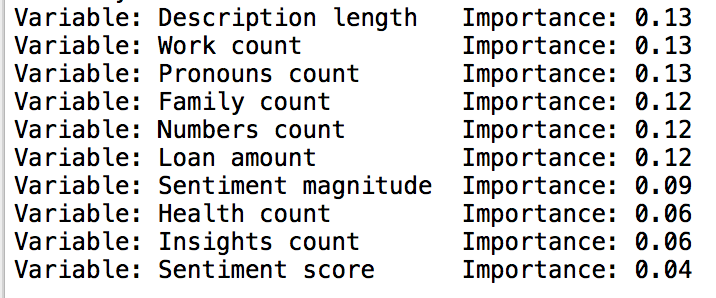 Variable: Description length   Importance: 0.13
Variable: Work count           Importance: 0.13
Variable: Pronouns count       Importance: 0.13
Variable: Family count         Importance: 0.12
Variable: Numbers count        Importance: 0.12
Variable: Loan amount          Importance: 0.12
Variable: Sentiment magnitude  Importance: 0.09
Variable: Health count         Importance: 0.06
Variable: Insights count       Importance: 0.06
Variable: Sentiment score      Importance: 0.04